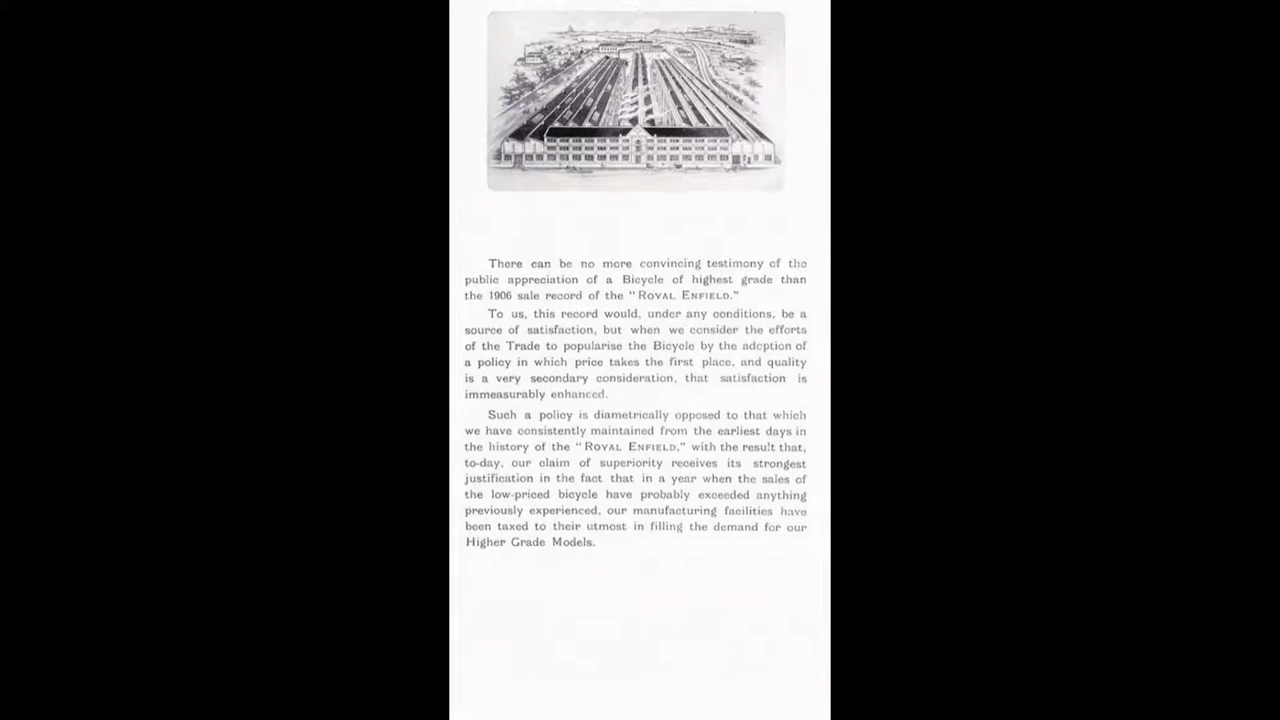 There can be no more convincing testimony of the
public appreciation of a Bicycle of highest grade than
the 1906 sale record of the "ROYAL ENFIELD."
To us, this record would, under any conditions, be a
source of satisfaction, but when we consider the efforts
of the Trade to popularise the Bicycle by the adoption of
a policy in which price takes the first place, and quality
is a very secondary consideration, that satisfaction is
immeasurably enhanced.
Such a policy is diametrically opposed to that which
we have consistently maintained from the earliest days in
the history of the "ROYAL ENFIELD," with the result that,
to-day, our claim of superiority receives its strongest
justification in the fact that in a year when the sales of
the low-priced bicycle have probably exceeded anything
previously experienced, our manufacturing facilities have
been taxed to their utmost in filling the demand for our
Higher Grade Models.